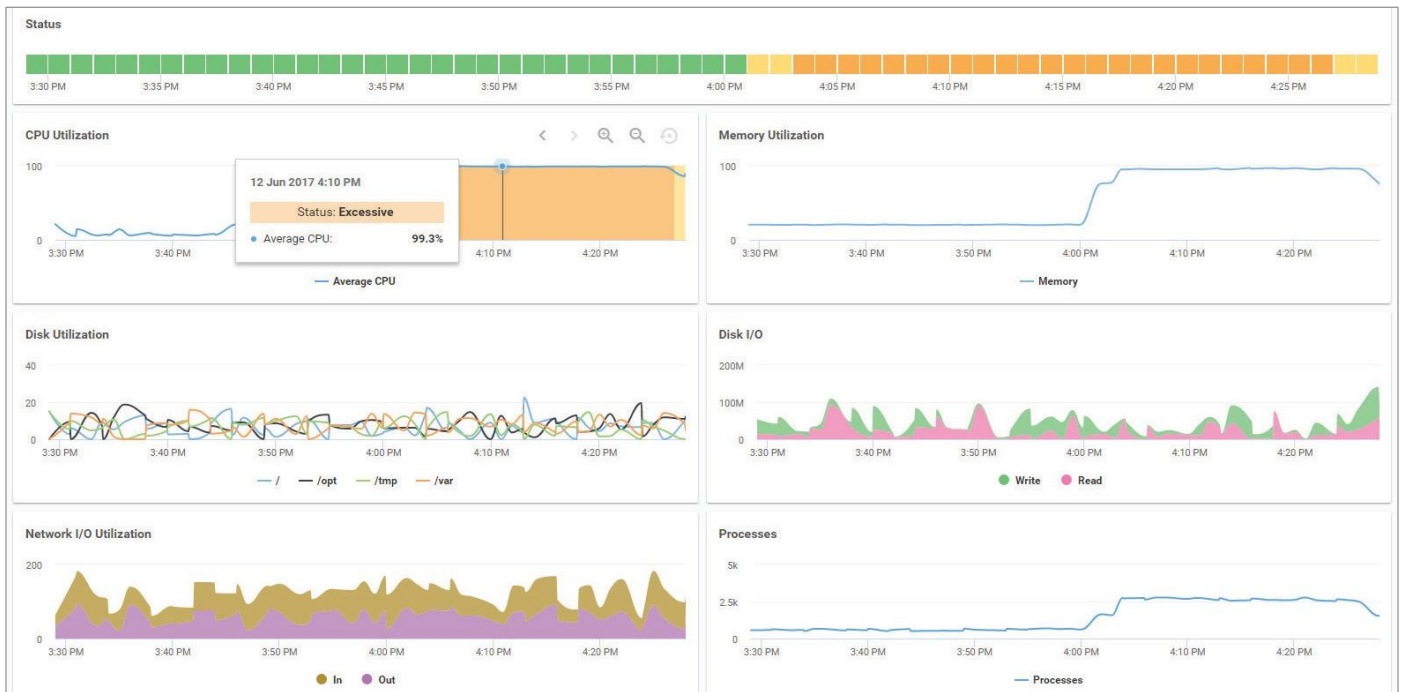 Status
3:30 PM 3:35 PM 3:40 PM 3:45 PM 3:50 PM 3:55 PM 4:00 PM 4:05 PM 4:10 PM 4:15 PM 4:20 PM 4:25 PM
CPU Utilization
100
12 Jun 2017 4:10 PM
Status: Excessive
Average CPU: 99.3%
0
3:30 PM 3:40 PM 4:10 PM 4:20 PM
Average CPU
Memory Utilization
100
0
3:30 PM 3:40 PM 3:50 PM 4:00 PM 4:10 PM 4:20 PM
Memory
Disk Utilization
40
20
0
3:30 PM 3:40 PM 3:50 PM 4:00 PM 4:10 PM 4:20 PM
/ /opt /tmp /var
Disk I/O
200M
100M
0
3:30 PM 3:40 PM 3:50 PM 4:00 PM 4:10 PM 4:20 PM
Write Read
Network I/O Utilization
200
0
3:30 PM 3:40 PM 3:50 PM 4:00 PM 4:10 PM 4:20 PM
In Out
Processes
5k
2.5k
0
3:30 PM 3:40 PM 3:50 PM 4:00 PM 4:10 PM 4:20 PM
Processes